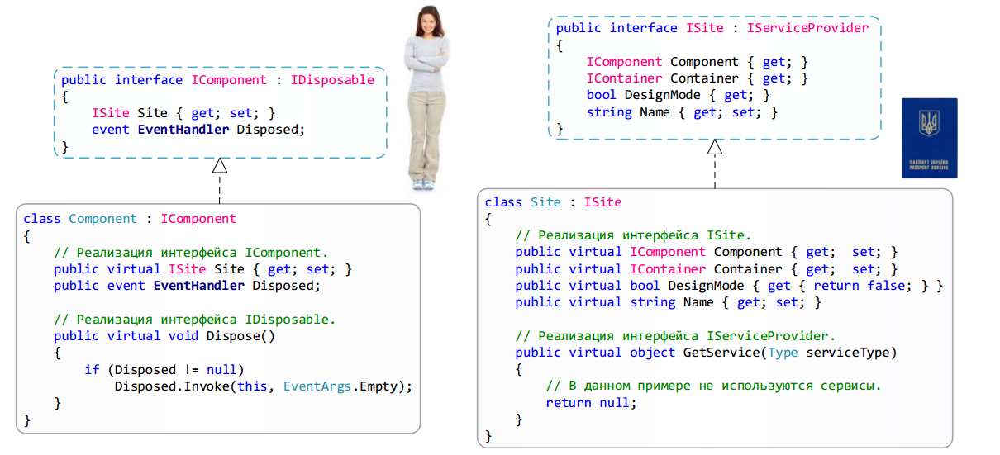 public interface IComponent : IDisposable
{
    ISite Site { get; set; }
    event EventHandler Disposed;
}
class Component : IComponent
{
    // Реализация интерфейса IComponent.
    public virtual ISite Site { get; set; }
    public event EventHandler Disposed;

    // Реализация интерфейса IDisposable.
    public virtual void Dispose()
    {
        if (Disposed != null)
            Disposed.Invoke(this, EventArgs.Empty);
    }
}
public interface ISite : IServiceProvider
{
    IComponent Component { get; }
    IContainer Container { get; }
    bool DesignMode { get; }
    string Name { get; set; }
}
ПАСПОРТ УКРАЇНА
PASSPORT UKRAINE
class Site : ISite
{
    // Реализация интерфейса ISite.
    public virtual IComponent Component { get;  set; }
    public virtual IContainer Container { get;  set; }
    public virtual bool DesignMode { get { return false; } }
    public virtual string Name { get; set; }

    // Реализация интерфейса IServiceProvider.
    public virtual object GetService(Type serviceType)
    {
        // В данном примере не используются сервисы.
        return null;
    }
}